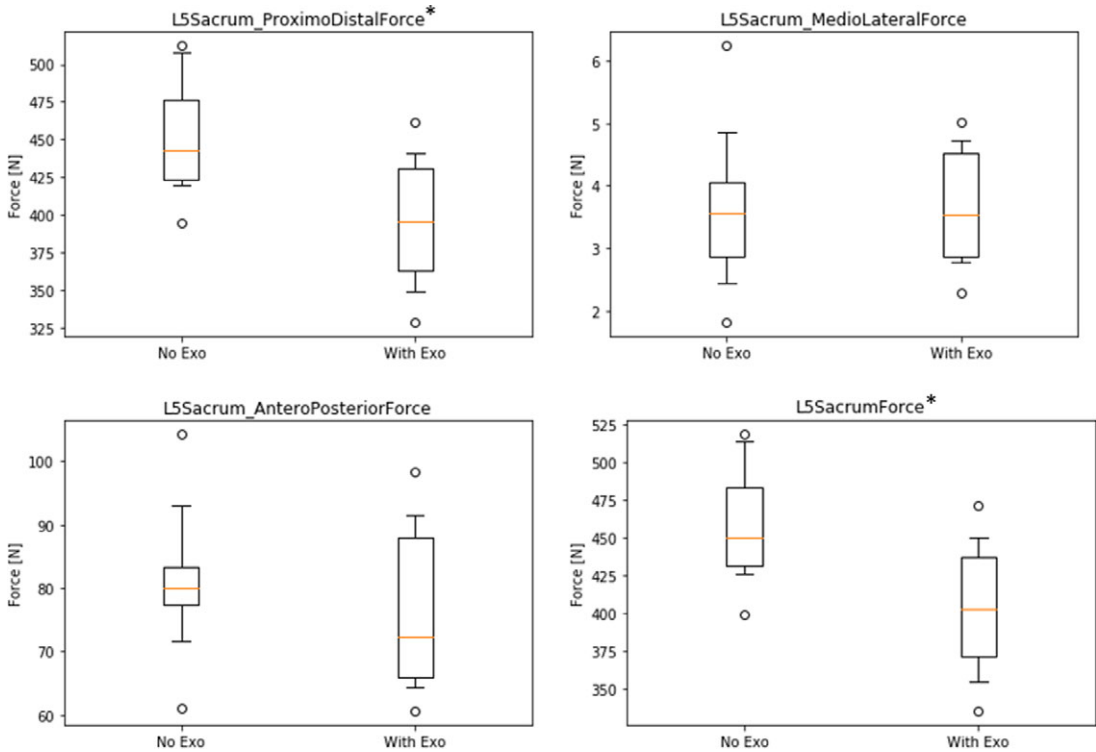 L5Sacrum_ProximoDistalForce*
500
475
450
425
400
375
350
325
Force [N]
No Exo
With Exo
L5Sacrum_MedioLateralForce
6
5
4
3
2
Force [N]
No Exo
With Exo
L5Sacrum_AnteroPosteriorForce
100
90
80
70
60
Force [N]
No Exo
With Exo
L5SacrumForce*
525
500
475
450
425
400
375
350
Force [N]
No Exo
With Exo